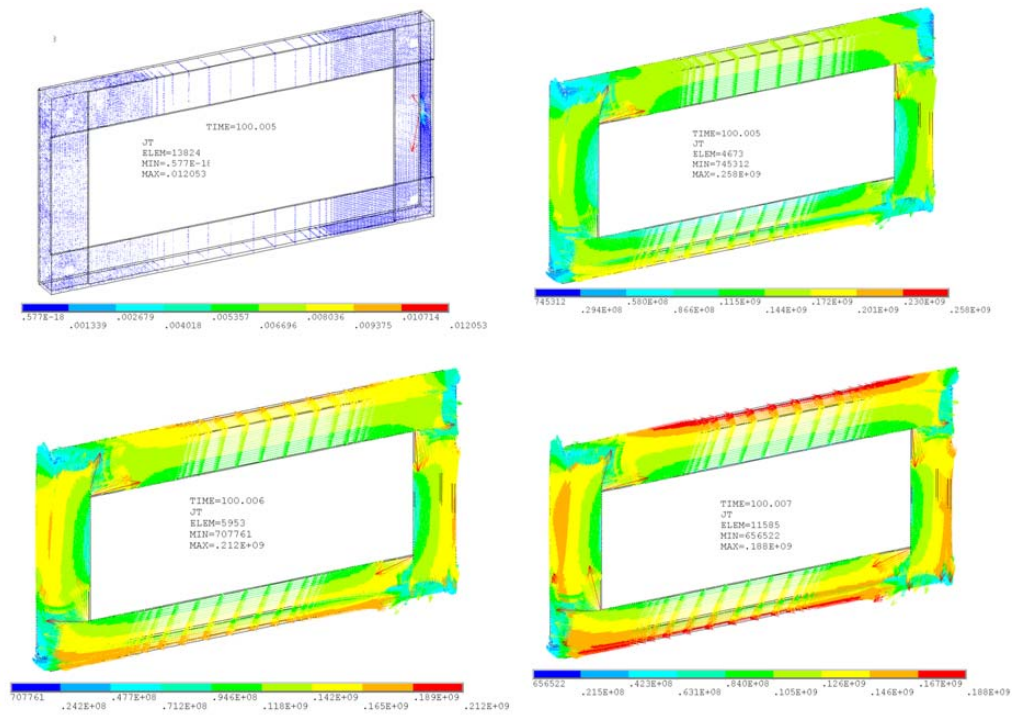 TIME=100.005
JT
ELEM=13824
MIN=.577E-18
MAX=.012053
.577E-18 .002679 .005357 .008036 .010714
.001339 .004018 .006696 .009375 .012053
TIME=100.005
JT
ELEM=4673
MIN=745312
MAX=.258E+09
745312 .580E+08 .115E+09 .172E+09 .230E+09
.294E+08 .866E+08 .144E+09 .201E+09 .258E+09
TIME=100.006
JT
ELEM=5953
MIN=707761
MAX=.212E+09
707761 .477E+08 .946E+08 .142E+09 .189E+09
.242E+08 .712E+08 .118E+09 .165E+09 .212E+09
TIME=100.007
JT
ELEM=11585
MIN=656522
MAX=.188E+09
656522 .423E+08 .840E+08 .126E+09 .167E+09
.215E+08 .631E+08 .105E+09 .146E+09 .188E+09